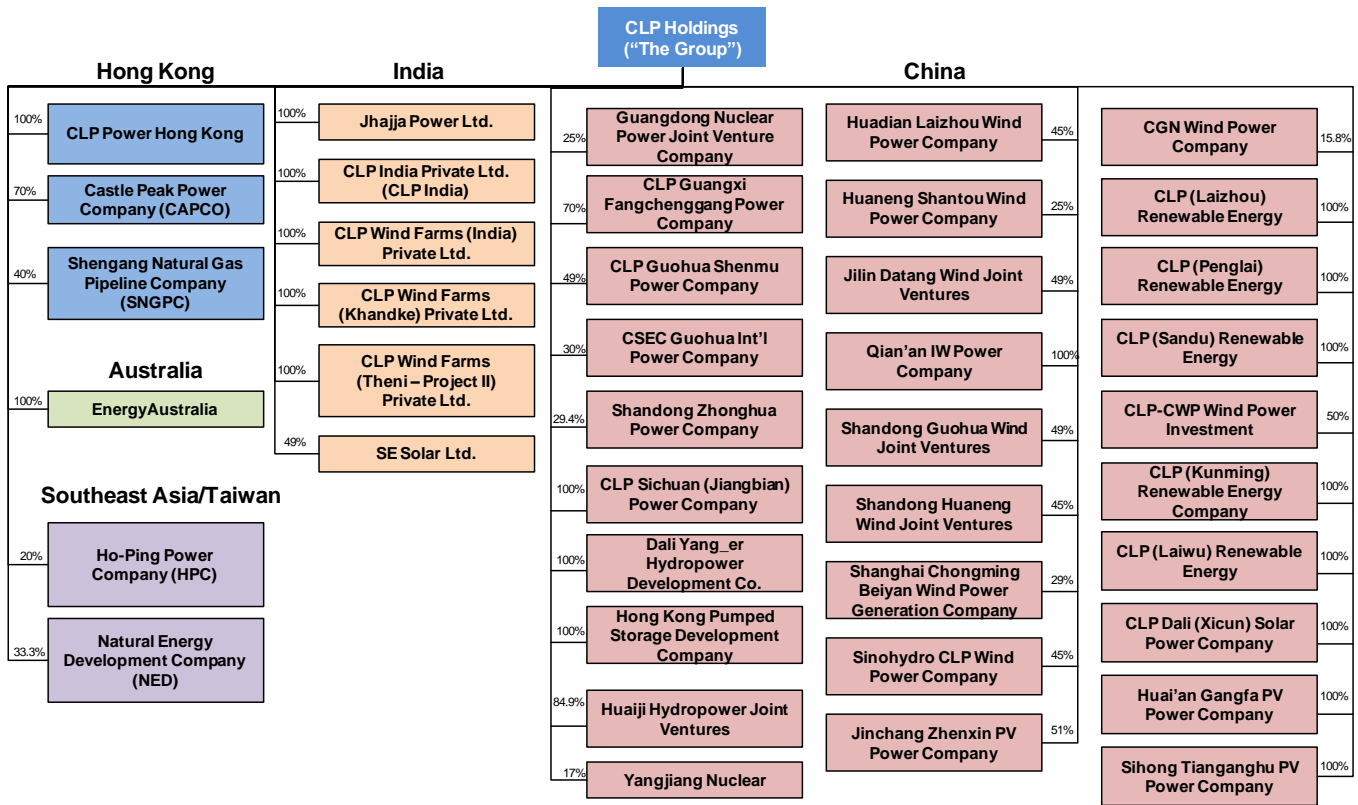 CLP Holdings
(“The Group”)
Hong Kong
100%
CLP Power Hong Kong
70%
Castle Peak Power
Company (CAPCO)
40%
Shengang Natural Gas
Pipeline Company
(SNGPC)
Australia
100%
EnergyAustralia
Southeast Asia/Taiwan
20%
Ho-Ping Power
Company (HPC)
33.3%
Natural Energy
Development Company
(NED)
India
100%
Jhajja Power Ltd.
100%
CLP India Private Ltd.
(CLP India)
100%
CLP Wind Farms (India)
Private Ltd.
100%
CLP Wind Farms
(Khandke) Private Ltd.
100%
CLP Wind Farms
(Theni – Project II)
Private Ltd.
49%
SE Solar Ltd.
China
25%
Guangdong Nuclear
Power Joint Venture
Company
70%
CLP Guangxi
Fangchenggang Power
Company
49%
CLP Guohua Shenmu
Power Company
30%
CSEC Guohua Int’l
Power Company
29.4%
Shandong Zhonghua
Power Company
100%
CLP Sichuan (Jiangbian)
Power Company
100%
Dali Yang_er
Hydropower
Development Co.
100%
Hong Kong Pumped
Storage Development
Company
84.9%
Huaiji Hydropower Joint
Ventures
17%
Yangjiang Nuclear
Huadian Laizhou Wind
Power Company
45%
Huaneng Shantou Wind
Power Company
25%
Jilin Datang Wind Joint
Ventures
49%
Qian’an IW Power
Company
100%
Shandong Guohua Wind
Joint Ventures
49%
Shandong Huaneng
Wind Joint Ventures
45%
Shanghai Chongming
Beiyan Wind Power
Generation Company
29%
Sinohydro CLP Wind
Power Company
45%
Jinchang Zhenxin PV
Power Company
51%
CGN Wind Power
Company
15.8%
CLP (Laizhou)
Renewable Energy
100%
CLP (Penglai)
Renewable Energy
100%
CLP (Sandu) Renewable
Energy
100%
CLP-CWP Wind Power
Investment
50%
CLP (Kunming)
Renewable Energy
Company
100%
CLP (Laiwu) Renewable
Energy
100%
CLP Dali (Xicun) Solar
Power Company
100%
Huai’an Gangfa PV
Power Company
100%
Sihong Tianganghu PV
Power Company
100%